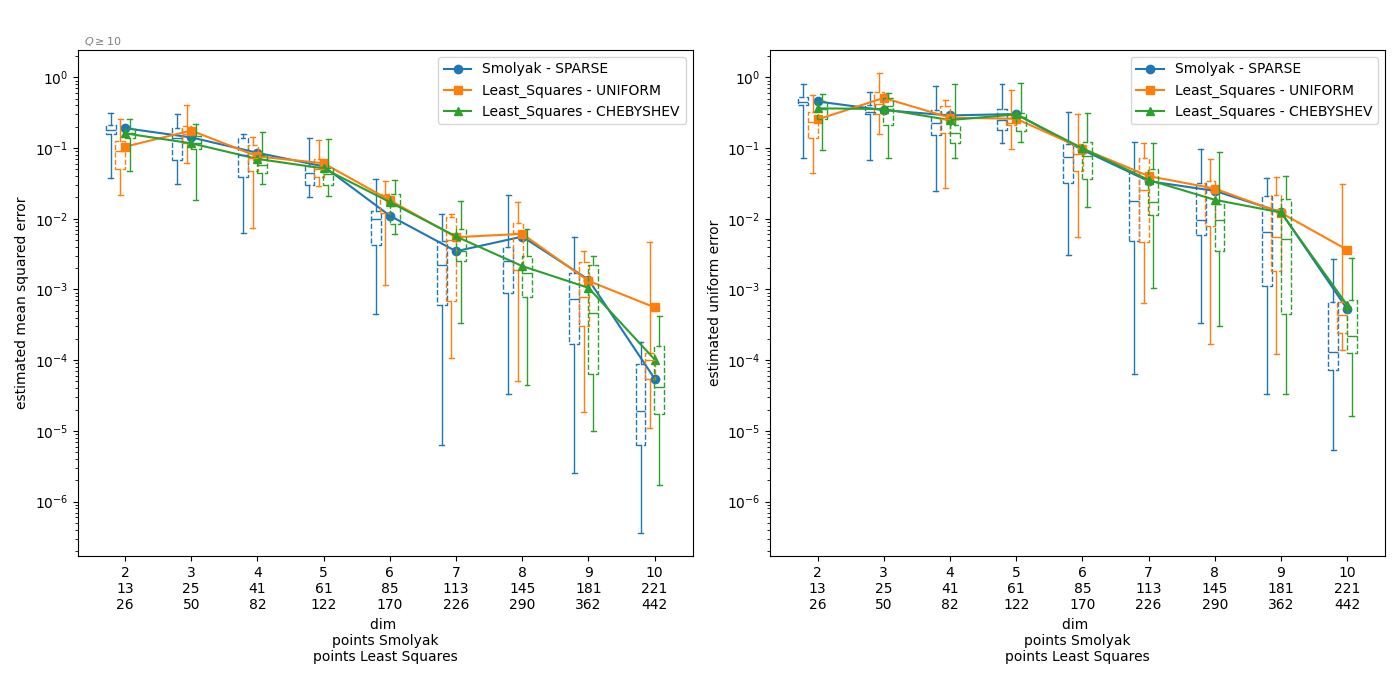 Q ≥ 10
Smolyak - SPARSE
Least_Squares - UNIFORM
Least_Squares - CHEBYSHEV
estimated mean squared error
10⁰
10⁻¹
10⁻²
10⁻³
10⁻⁴
10⁻⁵
10⁻⁶
2 3 4 5 6 7 8 9 10
13 25 41 61 85 113 145 181 221
26 50 82 122 170 226 290 362 442
dim
points Smolyak
points Least Squares
Smolyak - SPARSE
Least_Squares - UNIFORM
Least_Squares - CHEBYSHEV
estimated uniform error
10⁰
10⁻¹
10⁻²
10⁻³
10⁻⁴
10⁻⁵
10⁻⁶
2 3 4 5 6 7 8 9 10
13 25 41 61 85 113 145 181 221
26 50 82 122 170 226 290 362 442
dim
points Smolyak
points Least Squares